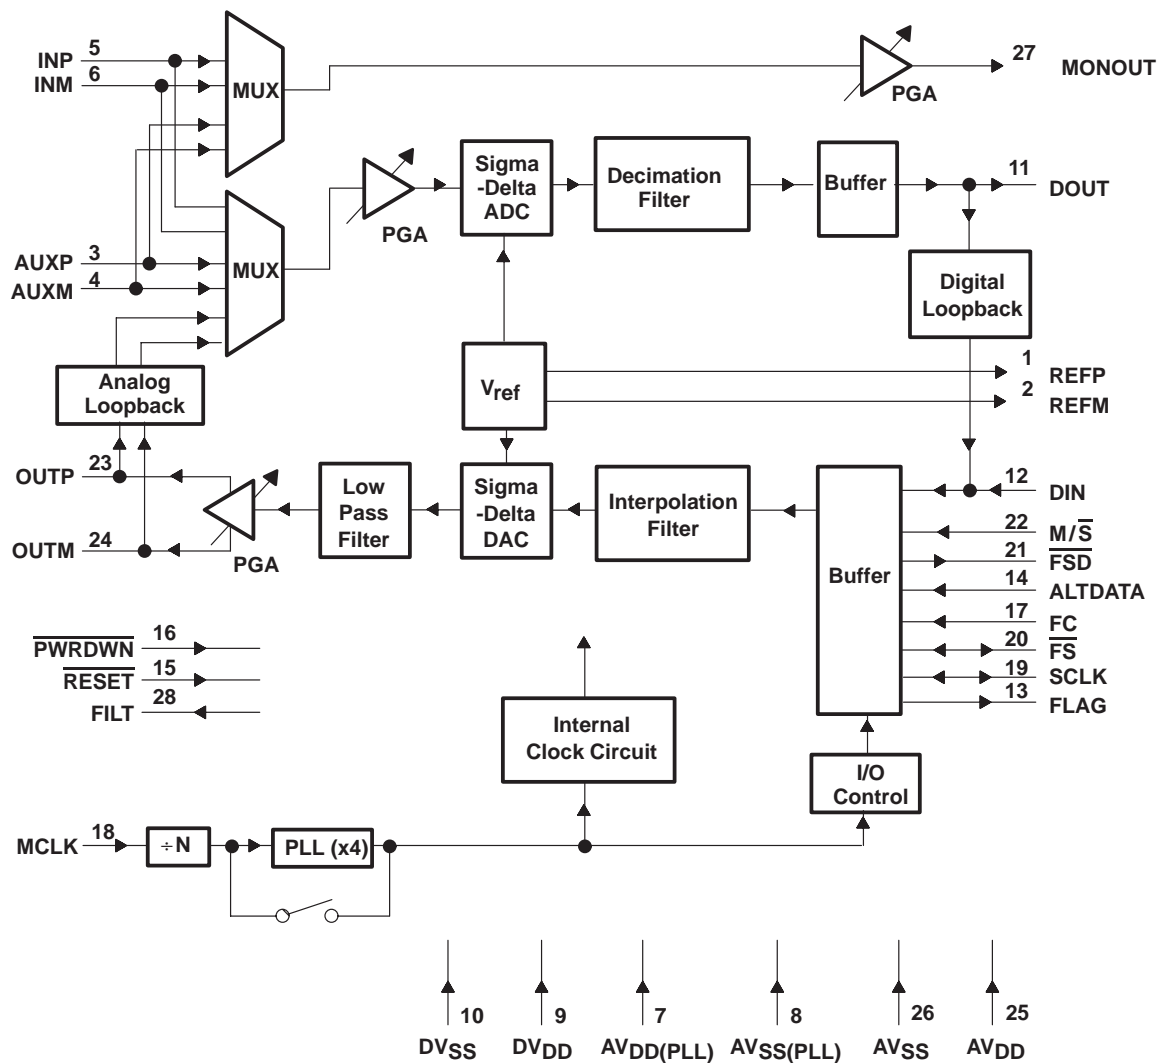 INP 5
INM 6
MUX
PGA
27 MONOUT
Sigma
-Delta
ADC
Decimation
Filter
Buffer
11 DOUT
PGA
AUXP 3
AUXM 4
MUX
Digital
Loopback
Analog
Loopback
Vref
1 REFP
2 REFM
OUTP 23
OUTM 24
PGA
Low
Pass
Filter
Sigma
-Delta
DAC
Interpolation
Filter
Buffer
12 DIN
22 M/S̅
21 F̅S̅D̅
14 ALTDATA
17 FC
20 F̅S̅
19 SCLK
13 FLAG
P̅W̅R̅D̅W̅N̅ 16
R̅E̅S̅E̅T̅ 15
FILT 28
Internal
Clock Circuit
I/O
Control
MCLK 18
÷N
PLL (x4)
10 DVSS
9 DVDD
7 AVDD(PLL)
8 AVSS(PLL)
26 AVSS
25 AVDD